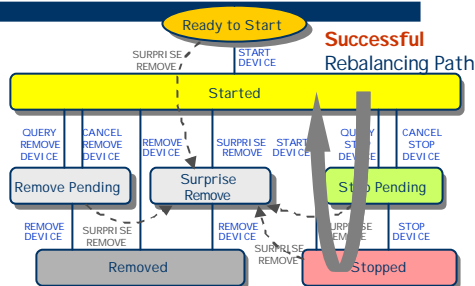 Ready to Start
Successful
Rebalancing Path
SURPRISE
REMOVE
START
DEVICE
Started
QUERY
REMOVE
DEVICE
CANCEL
REMOVE
DEVICE
REMOVE
DEVICE
SURPRISE
REMOVE
START
DEVICE
QUERY
STOP
DEVICE
CANCEL
STOP
DEVICE
Remove Pending
Surprise
Remove
Stop Pending
REMOVE
DEVICE
SURPRISE
REMOVE
REMOVE
DEVICE
SURPRISE
REMOVE
SURPRISE
REMOVE
STOP
DEVICE
Removed
Stopped